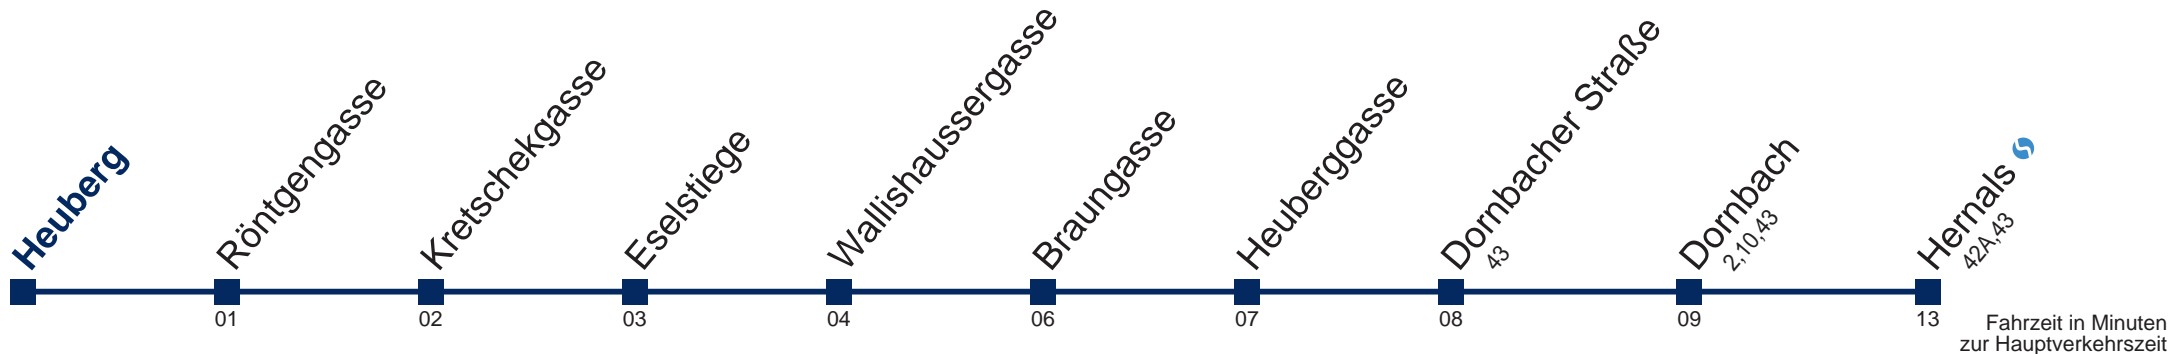 Heuberg
Röntgengasse
Kretschekgasse
Eselstiege
Wallishaussergasse
Braungasse
Heuberggasse
Dornbacher Straße
43
Dornbach
2,10,43
Hernals
42A,43
01
02
03
04
06
07
08
09
13
Fahrzeit in Minuten
zur Hauptverkehrszeit